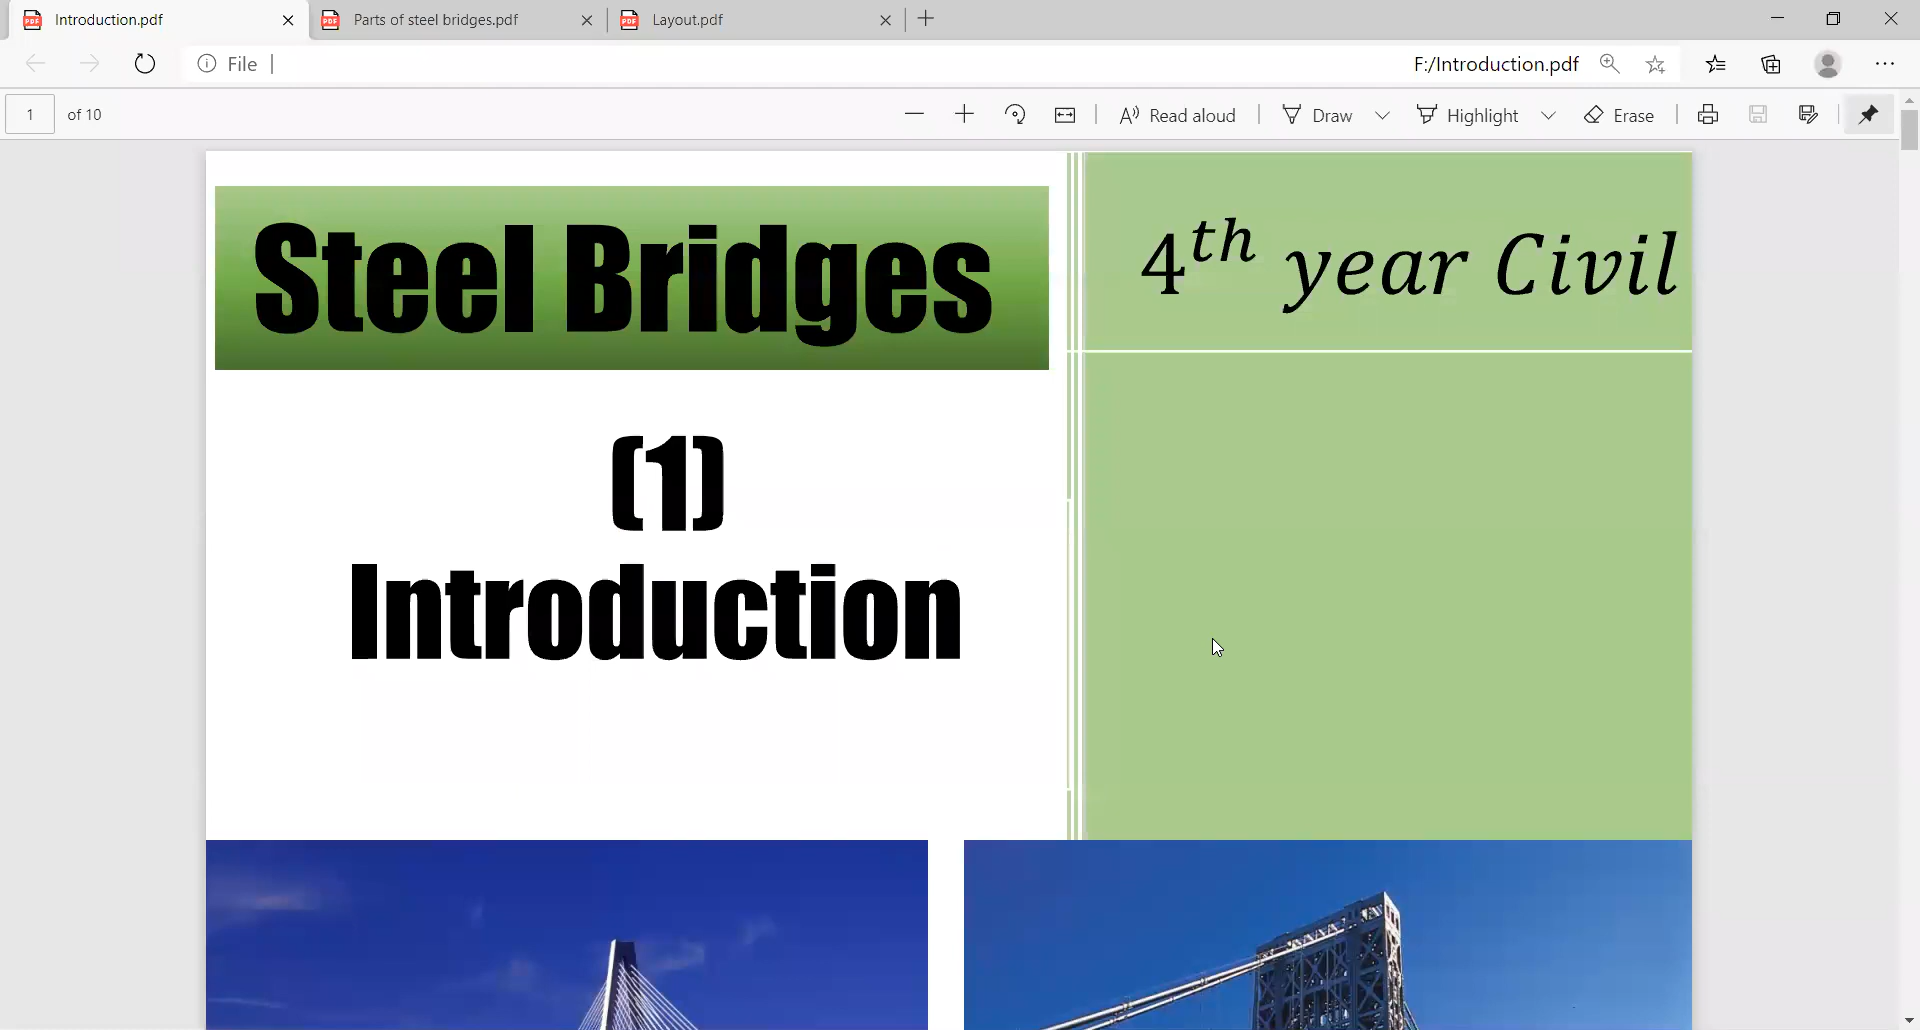 Introduction.pdf
Parts of steel bridges.pdf
Layout.pdf
File
F:/Introduction.pdf
1 of 10
Read aloud
Draw
Highlight
Erase
Steel Bridges
4th year Civil
(1)
Introduction